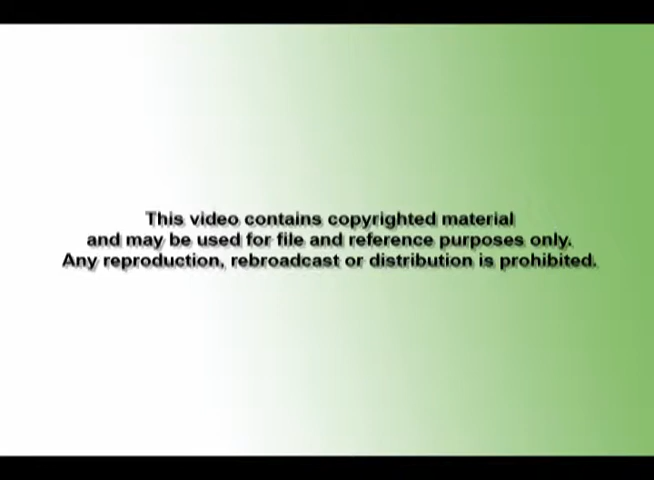 This video contains copyrighted material
and may be used for file and reference purposes only.
Any reproduction, rebroadcast or distribution is prohibited.